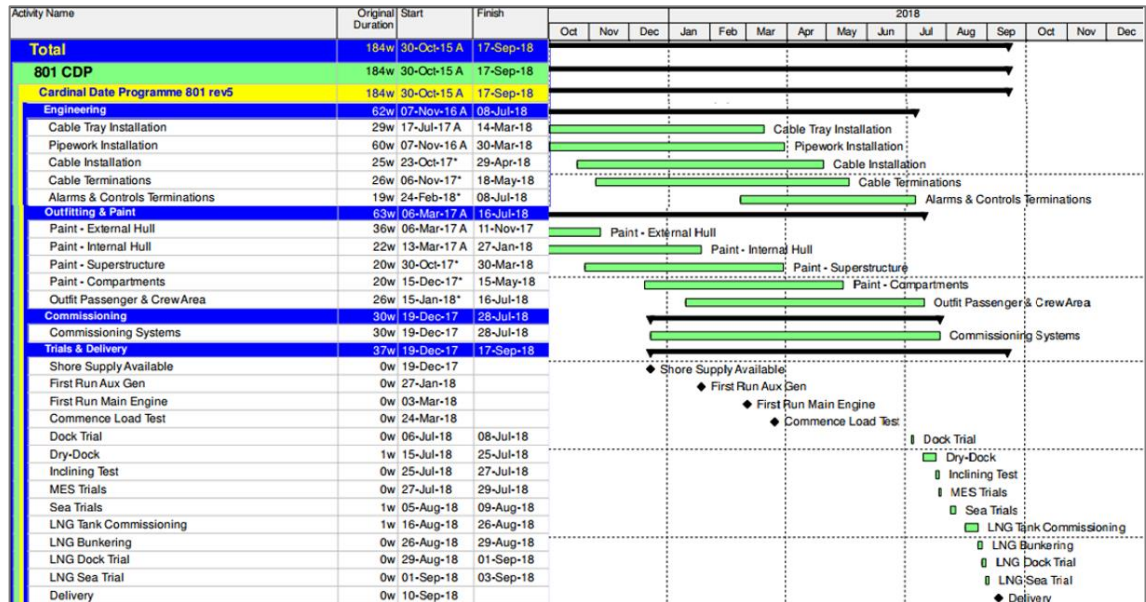 Activity Name Original Duration Start Finish 2018
Oct Nov Dec Jan Feb Mar Apr May Jun Jul Aug Sep Oct Nov Dec
Total 184w 30-Oct-15 A 17-Sep-18
801 CDP 184w 30-Oct-15 A 17-Sep-18
Cardinal Date Programme 801 rev5 184w 30-Oct-15 A 17-Sep-18
Engineering 62w 07-Nov-16 A 08-Jul-18
Cable Tray Installation 29w 17-Jul-17 A 14-Mar-18 Cable Tray Installation
Pipework Installation 60w 07-Nov-16 A 30-Mar-18 Pipework Installation
Cable Installation 25w 23-Oct-17* 29-Apr-18 Cable Installation
Cable Terminations 26w 06-Nov-17* 18-May-18 Cable Terminations
Alarms & Controls Terminations 19w 24-Feb-18* 08-Jul-18 Alarms & Controls Terminations
Outfitting & Paint 63w 06-Mar-17 A 16-Jul-18
Paint - External Hull 36w 06-Mar-17 A 11-Nov-17 Paint - External Hull
Paint - Internal Hull 22w 13-Mar-17 A 27-Jan-18 Paint - Internal Hull
Paint - Superstructure 20w 30-Oct-17* 30-Mar-18 Paint - Superstructure
Paint - Compartments 20w 15-Dec-17* 15-May-18 Paint - Compartments
Outfit Passenger & Crew Area 26w 15-Jan-18* 16-Jul-18 Outfit Passenger & Crew Area
Commissioning 30w 19-Dec-17 28-Jul-18
Commissioning Systems 30w 19-Dec-17 28-Jul-18 Commissioning Systems
Trials & Delivery 37w 19-Dec-17 17-Sep-18
Shore Supply Available 0w 19-Dec-17 Shore Supply Available
First Run Aux Gen 0w 27-Jan-18 First Run Aux Gen
First Run Main Engine 0w 03-Mar-18 First Run Main Engine
Commence Load Test 0w 24-Mar-18 Commence Load Test
Dock Trial 0w 06-Jul-18 08-Jul-18 Dock Trial
Dry-Dock 1w 15-Jul-18 25-Jul-18 Dry-Dock
Inclining Test 0w 25-Jul-18 27-Jul-18 Inclining Test
MES Trials 0w 27-Jul-18 29-Jul-18 MES Trials
Sea Trials 1w 05-Aug-18 09-Aug-18 Sea Trials
LNG Tank Commissioning 1w 16-Aug-18 26-Aug-18 LNG Tank Commissioning
LNG Bunkering 0w 26-Aug-18 29-Aug-18 LNG Bunkering
LNG Dock Trial 0w 29-Aug-18 01-Sep-18 LNG Dock Trial
LNG Sea Trial 0w 01-Sep-18 03-Sep-18 LNG Sea Trial
Delivery 0w 10-Sep-18 Delivery